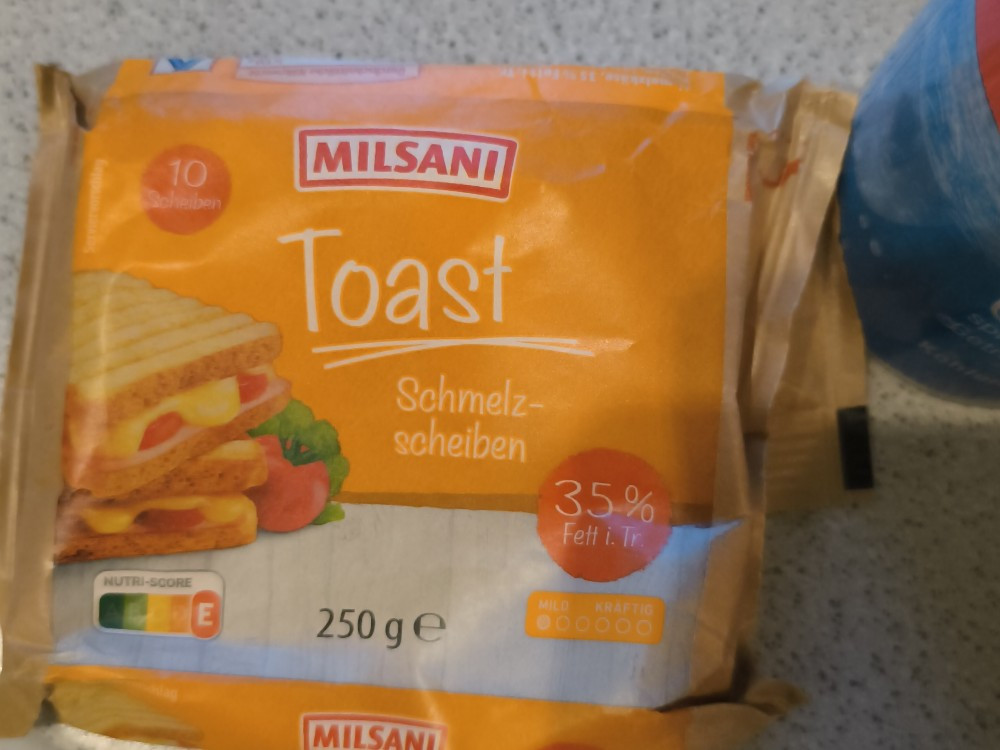 MILSANI
10
Scheiben
Toast
Schmelz-
scheiben
35%
Fett i. Tr.
NUTRI-SCORE
E
250 g e
MILD KRÄFTIG
MILSANI